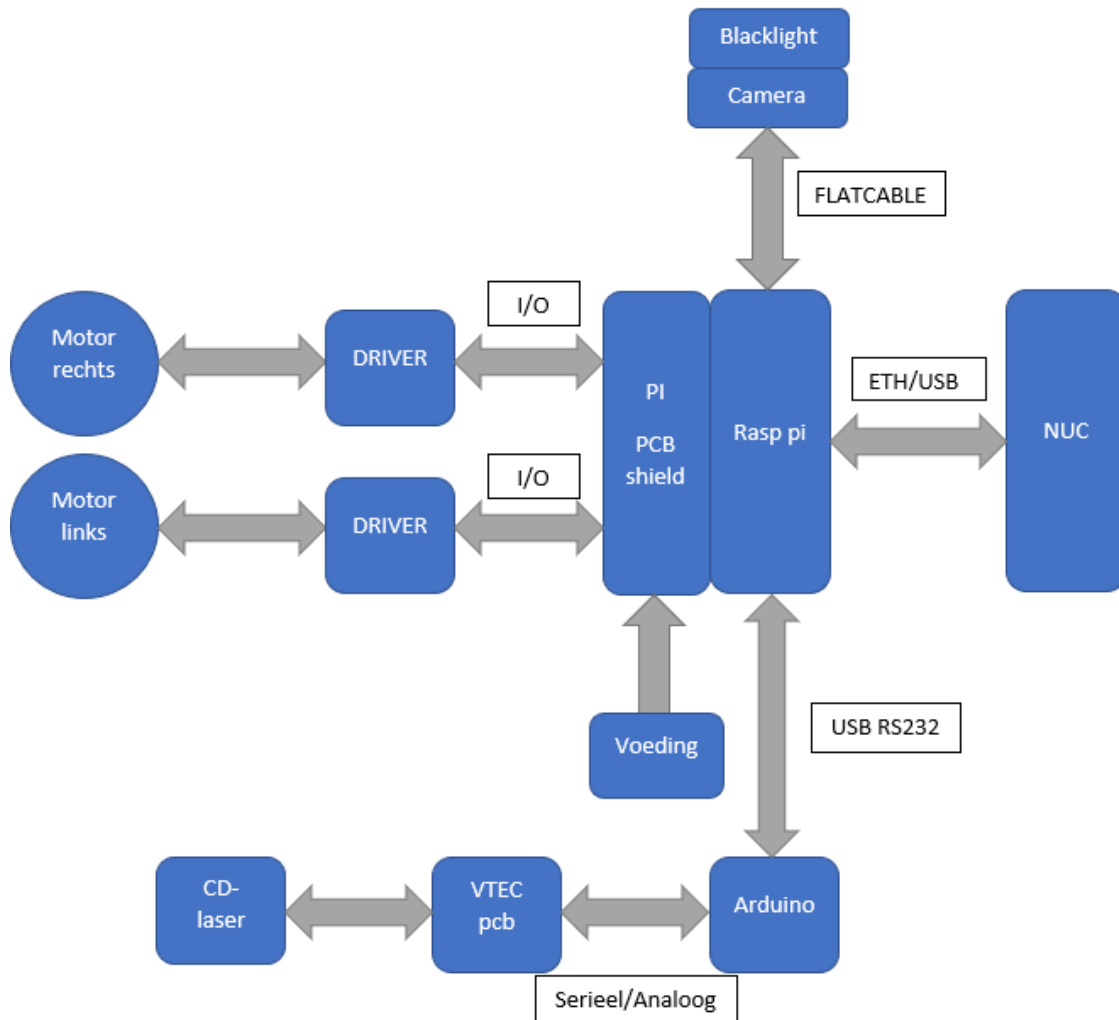 Blacklight
Camera
FLATCABLE
I/O
Motor
rechts
DRIVER
PI
PCB
shield
Rasp pi
ETH/USB
NUC
I/O
Motor
links
DRIVER
Voeding
USB RS232
CD-
laser
VTEC
pcb
Arduino
Serieel/Analoog